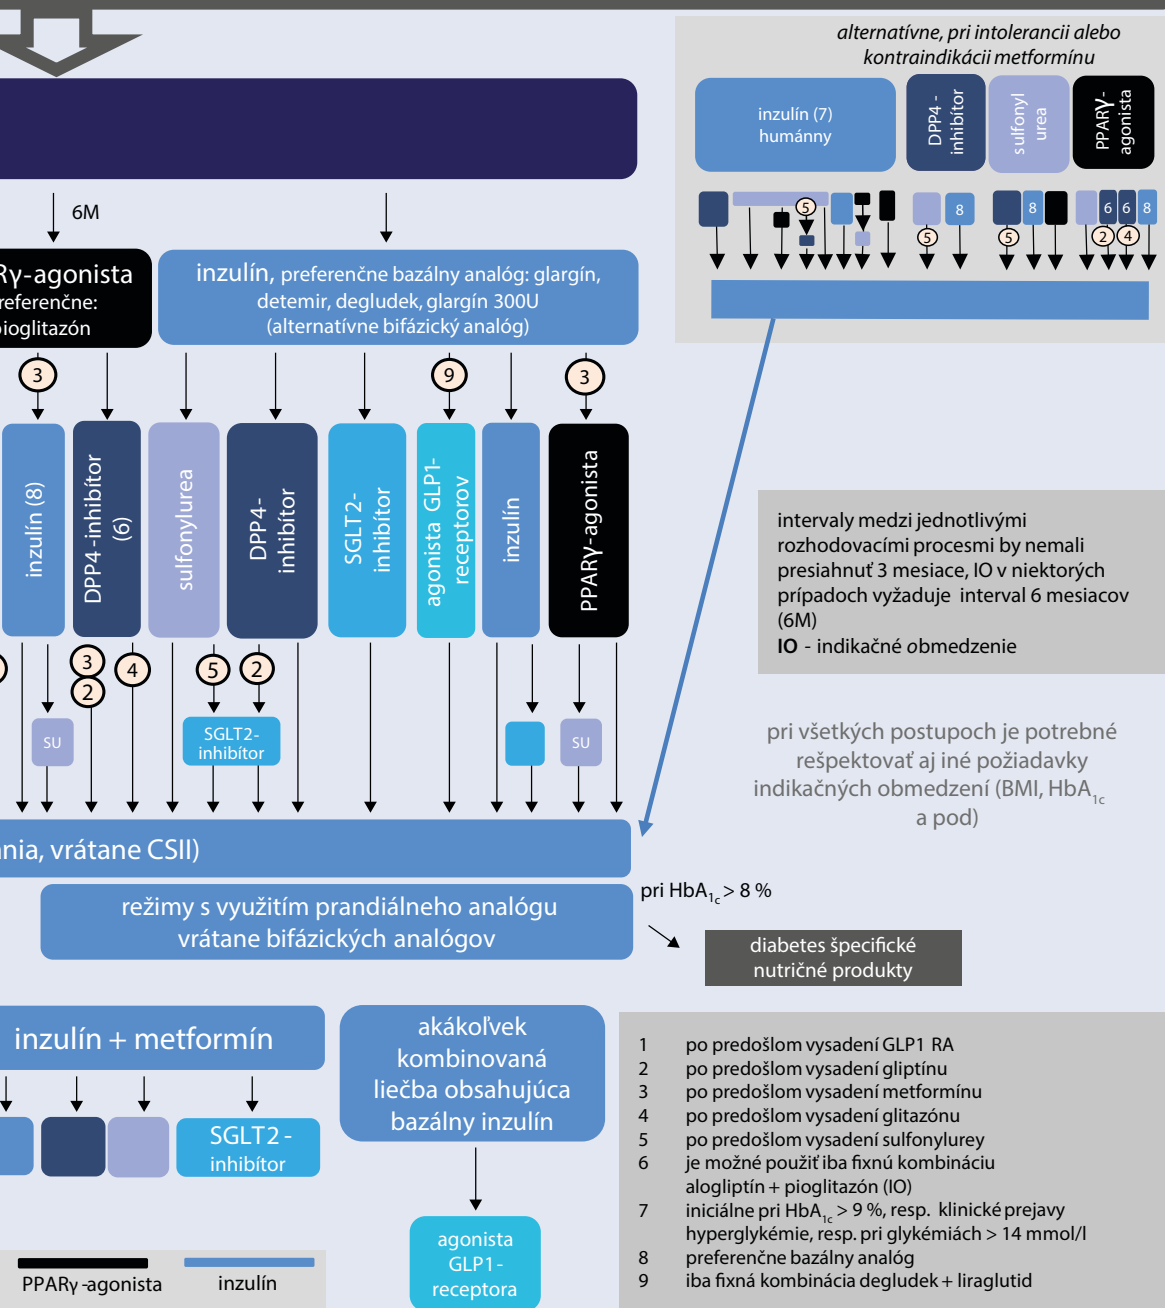 alternatívne, pri intolerancii alebo
kontraindikácii metformínu
inzulín (7)
humánny
DPP4 -
inhibítor
sulfonyl
urea
PPARγ-
agonista
5
8
8
6
6
8
5
5
2
4
6M
Rγ-agonista
referenčne:
pioglitazón
inzulín, preferenčne bazálny analóg: glargín,
detemir, degludek, glargín 300U
(alternatívne bifázický analóg)
3
9
3
inzulín (8)
DPP4-inhibítor
(6)
sulfonylurea
DPP4-
inhibítor
SGLT2-
inhibítor
agonista GLP1-
receptorov
inzulín
PPARγ-agonista
3
2
4
5
2
SU
SGLT2-
inhibítor
SU
intervaly medzi jednotlivými
rozhodovacími procesmi by nemali
presiahnuť 3 mesiace, IO v niektorých
prípadoch vyžaduje interval 6 mesiacov
(6M)
IO - indikačné obmedzenie
pri všetkých postupoch je potrebné
rešpektovať aj iné požiadavky
indikačných obmedzení (BMI, HbA1c
a pod)
ania, vrátane CSII)
režimy s využitím prandiálneho analógu
vrátane bifázických analógov
pri HbA1c > 8 %
diabetes špecifické
nutričné produkty
inzulín + metformín
SGLT2 -
inhibítor
akákoľvek
kombinovaná
liečba obsahujúca
bazálny inzulín
agonista
GLP1-
receptora
1 po predošlom vysadení GLP1 RA
2 po predošlom vysadení gliptínu
3 po predošlom vysadení metformínu
4 po predošlom vysadení glitazónu
5 po predošlom vysadení sulfonylurey
6 je možné použiť iba fixnú kombináciu
alogliptín + pioglitazón (IO)
7 iniciálne pri HbA1c > 9 %, resp. klinické prejavy
hyperglykémie, resp. pri glykémiách > 14 mmol/l
8 preferenčne bazálny analóg
9 iba fixná kombinácia degludek + liraglutid
PPARγ-agonista
inzulín